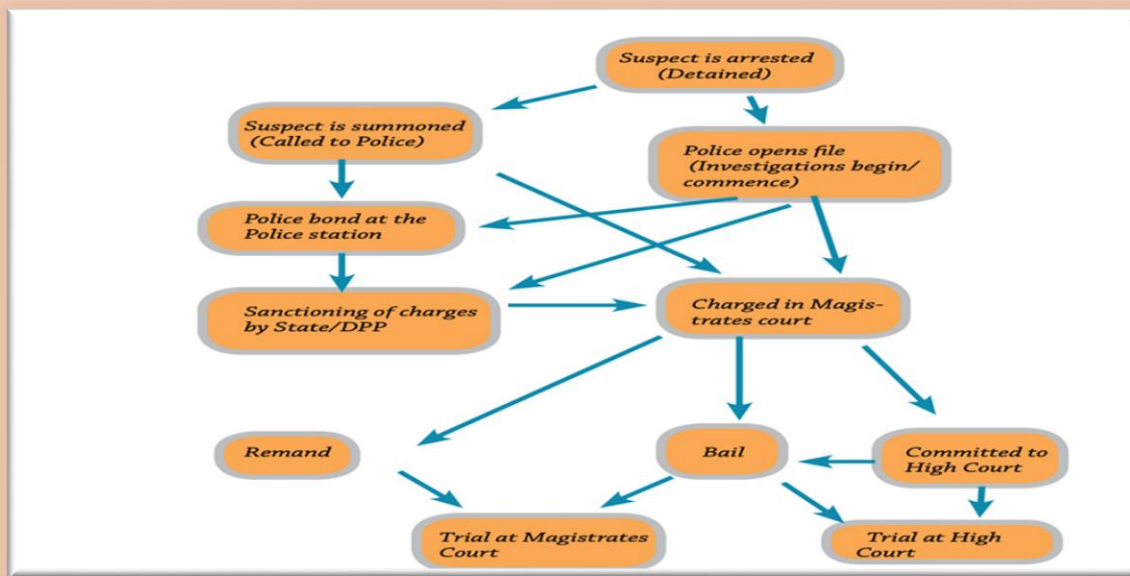 Suspect is arrested
(Detained)
Suspect is summoned
(Called to Police)
Police opens file
(Investigations begin/
commence)
Police bond at the
Police station
Sanctioning of charges
by State/DPP
Charged in Magis-
trates court
Remand
Bail
Committed to
High Court
Trial at Magistrates
Court
Trial at High
Court